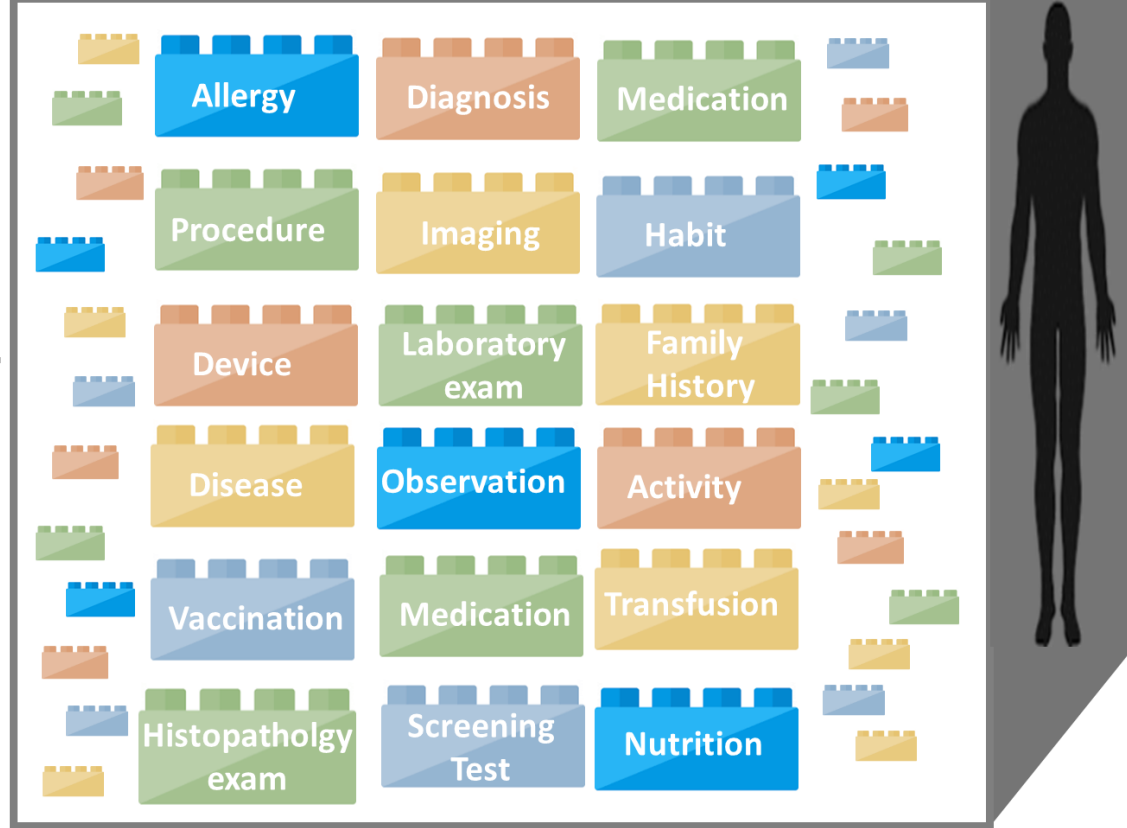 Allergy
Diagnosis
Medication
Procedure
Imaging
Habit
Device
Laboratory
exam
Family
History
Disease
Observation
Activity
Vaccination
Medication
Transfusion
Histopatholgy
exam
Screening
Test
Nutrition